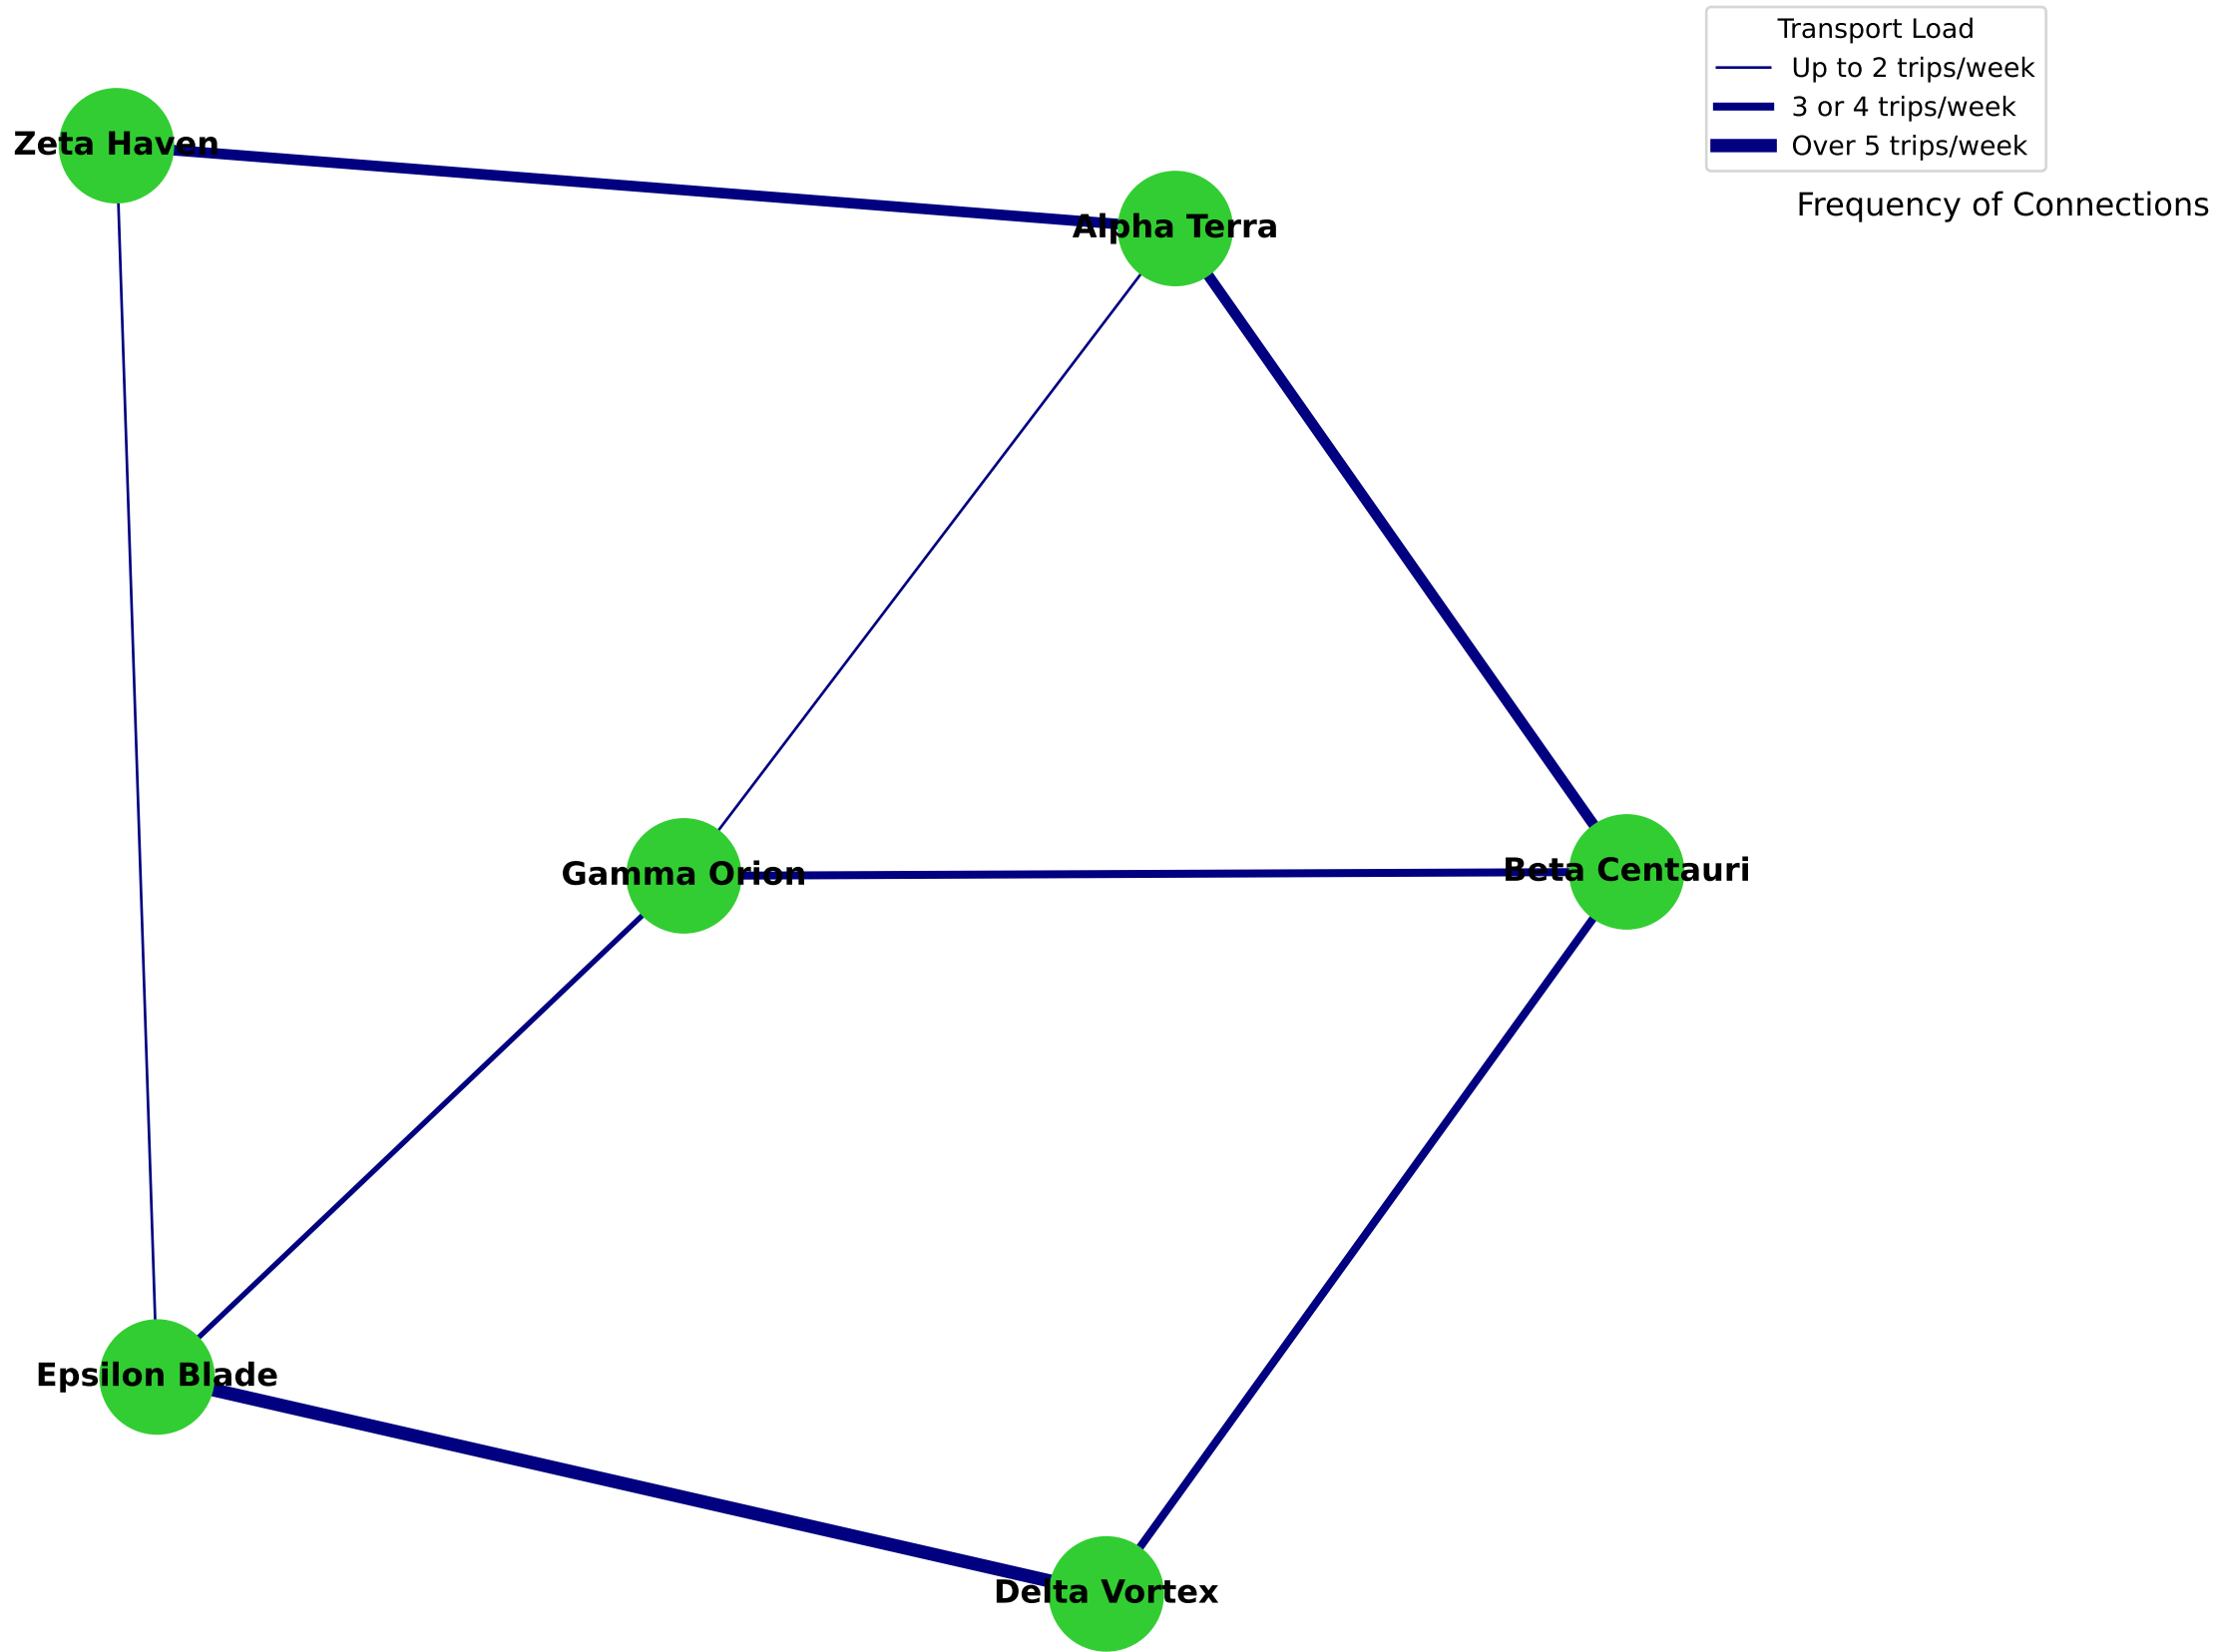 Transport Load
Up to 2 trips/week
3 or 4 trips/week
Over 5 trips/week
Frequency of Connections
Zeta Haven
Alpha Terra
Gamma Orion
Beta Centauri
Epsilon Blade
Delta Vortex